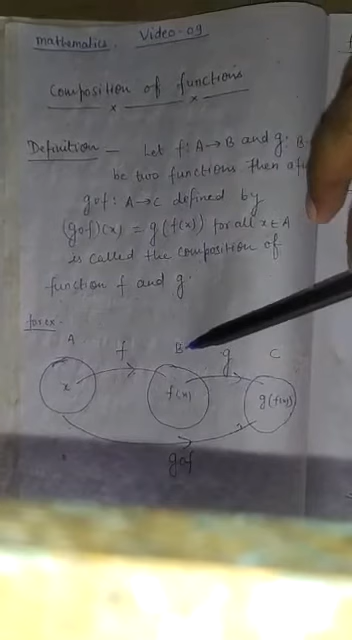 mathematics. Video-09
Composition of functions
Definition — Let f: A→B and g: B
be two functions then a
gof: A→C defined by
(gof)(x) = g(f(x)) for all x ∈ A
is called the composition of
function f and g.
for ex-
A f B g C
x f(x) g(f(x))
gof